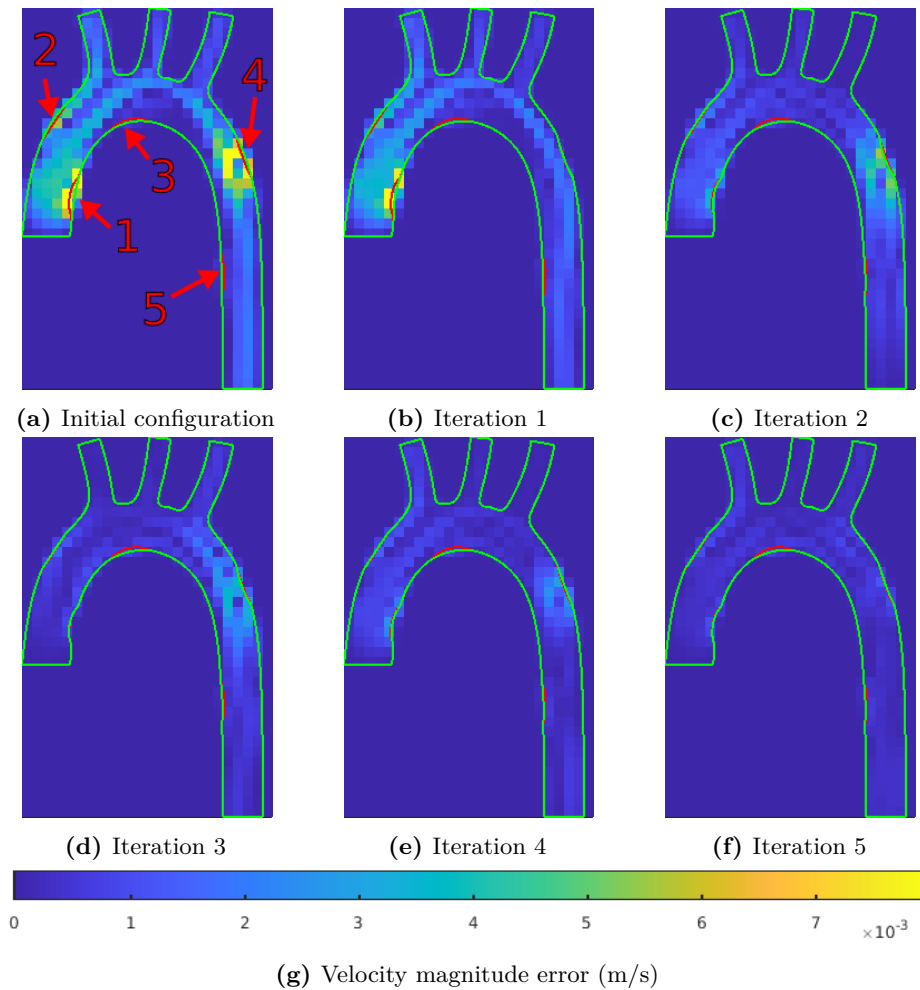 2
4
3
1
5
(a) Initial configuration
(b) Iteration 1
(c) Iteration 2
(d) Iteration 3
(e) Iteration 4
(f) Iteration 5
0 1 2 3 4 5 6 7
×10-3
(g) Velocity magnitude error (m/s)